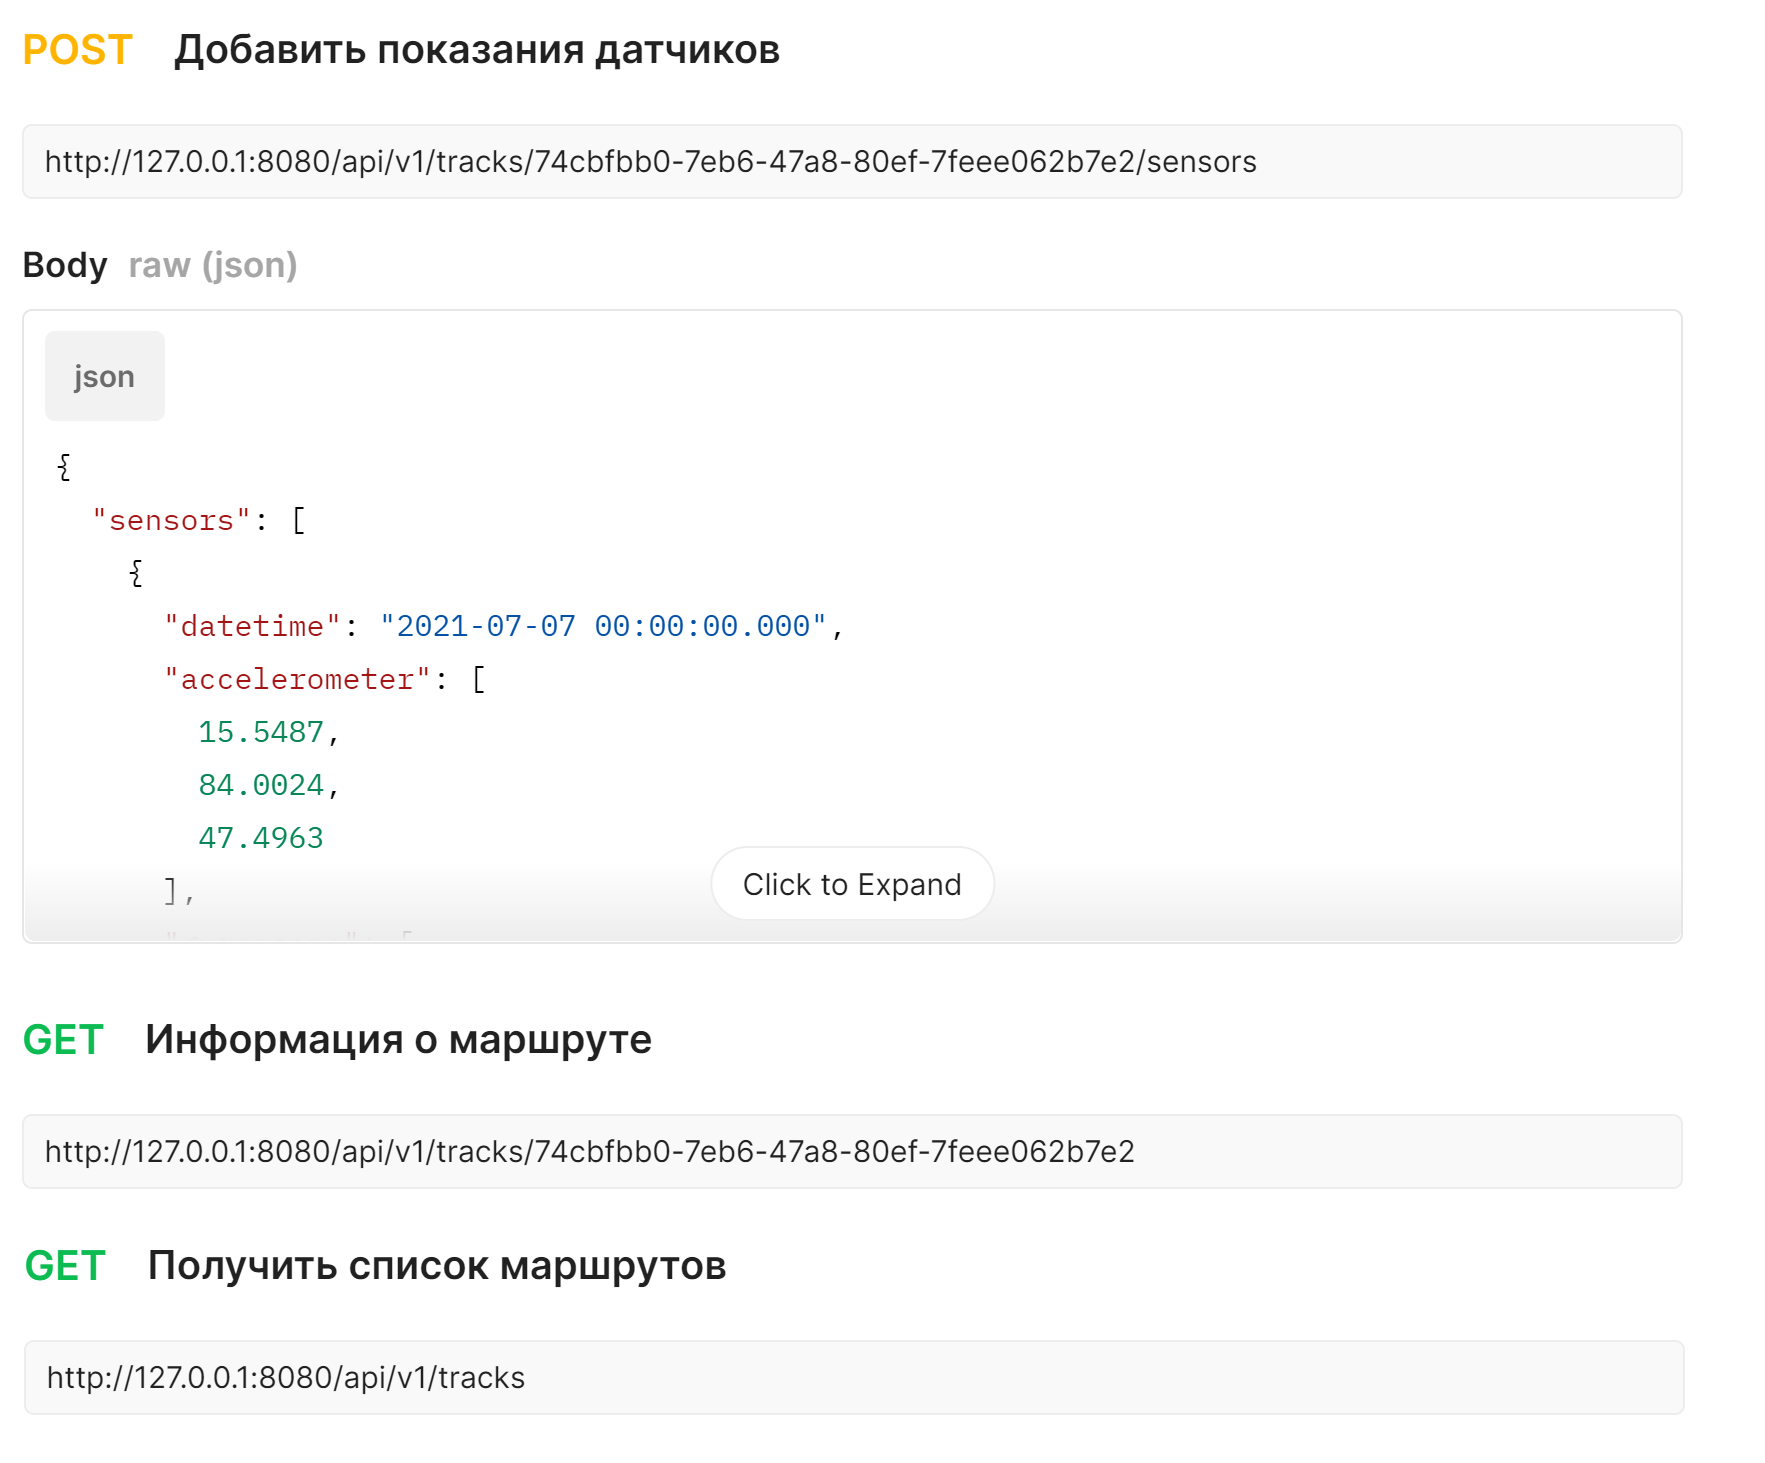 POST Добавить показания датчиков
http://127.0.0.1:8080/api/v1/tracks/74cbfbb0-7eb6-47a8-80ef-7feee062b7e2/sensors
Body raw (json)
json
{
"sensors": [
{
"datetime": "2021-07-07 00:00:00.000",
"accelerometer": [
15.5487,
84.0024,
47.4963
],
Click to Expand
GET Информация о маршруте
http://127.0.0.1:8080/api/v1/tracks/74cbfbb0-7eb6-47a8-80ef-7feee062b7e2
GET Получить список маршрутов
http://127.0.0.1:8080/api/v1/tracks